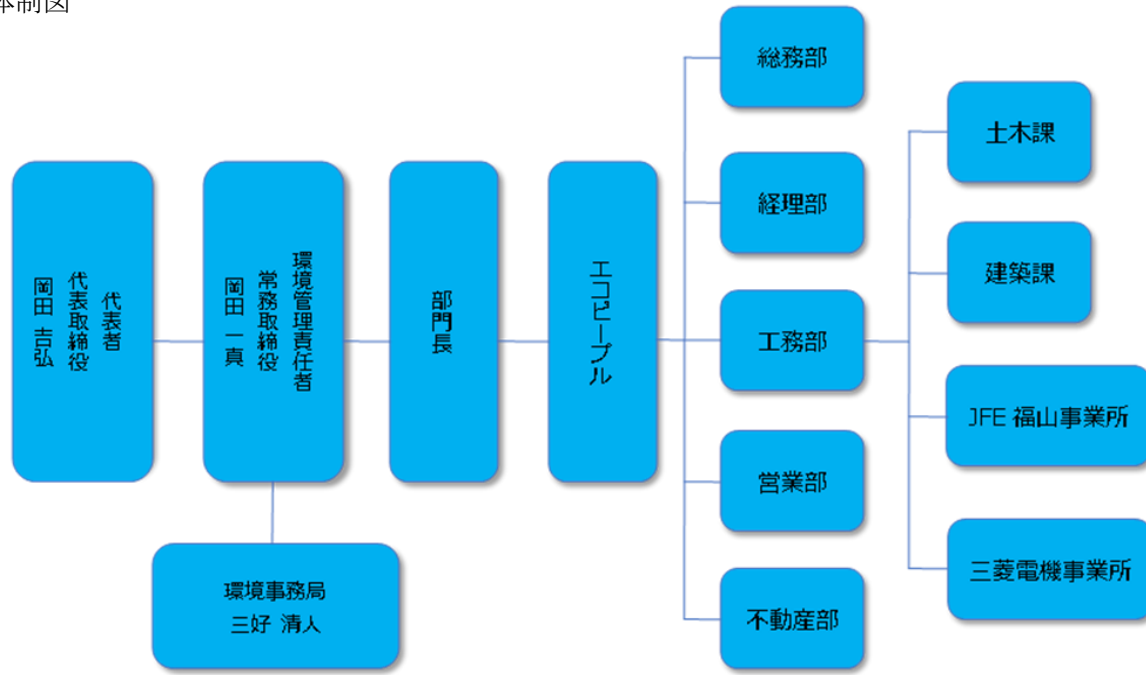 体制図
代表者
代表取締役
岡田 吉弘
環境管理責任者
常務取締役
岡田 一真
環境事務局
三好 清人
部門長
エコピープル
総務部
経理部
工務部
営業部
不動産部
土木課
建築課
JFE 福山事業所
三菱電機事業所